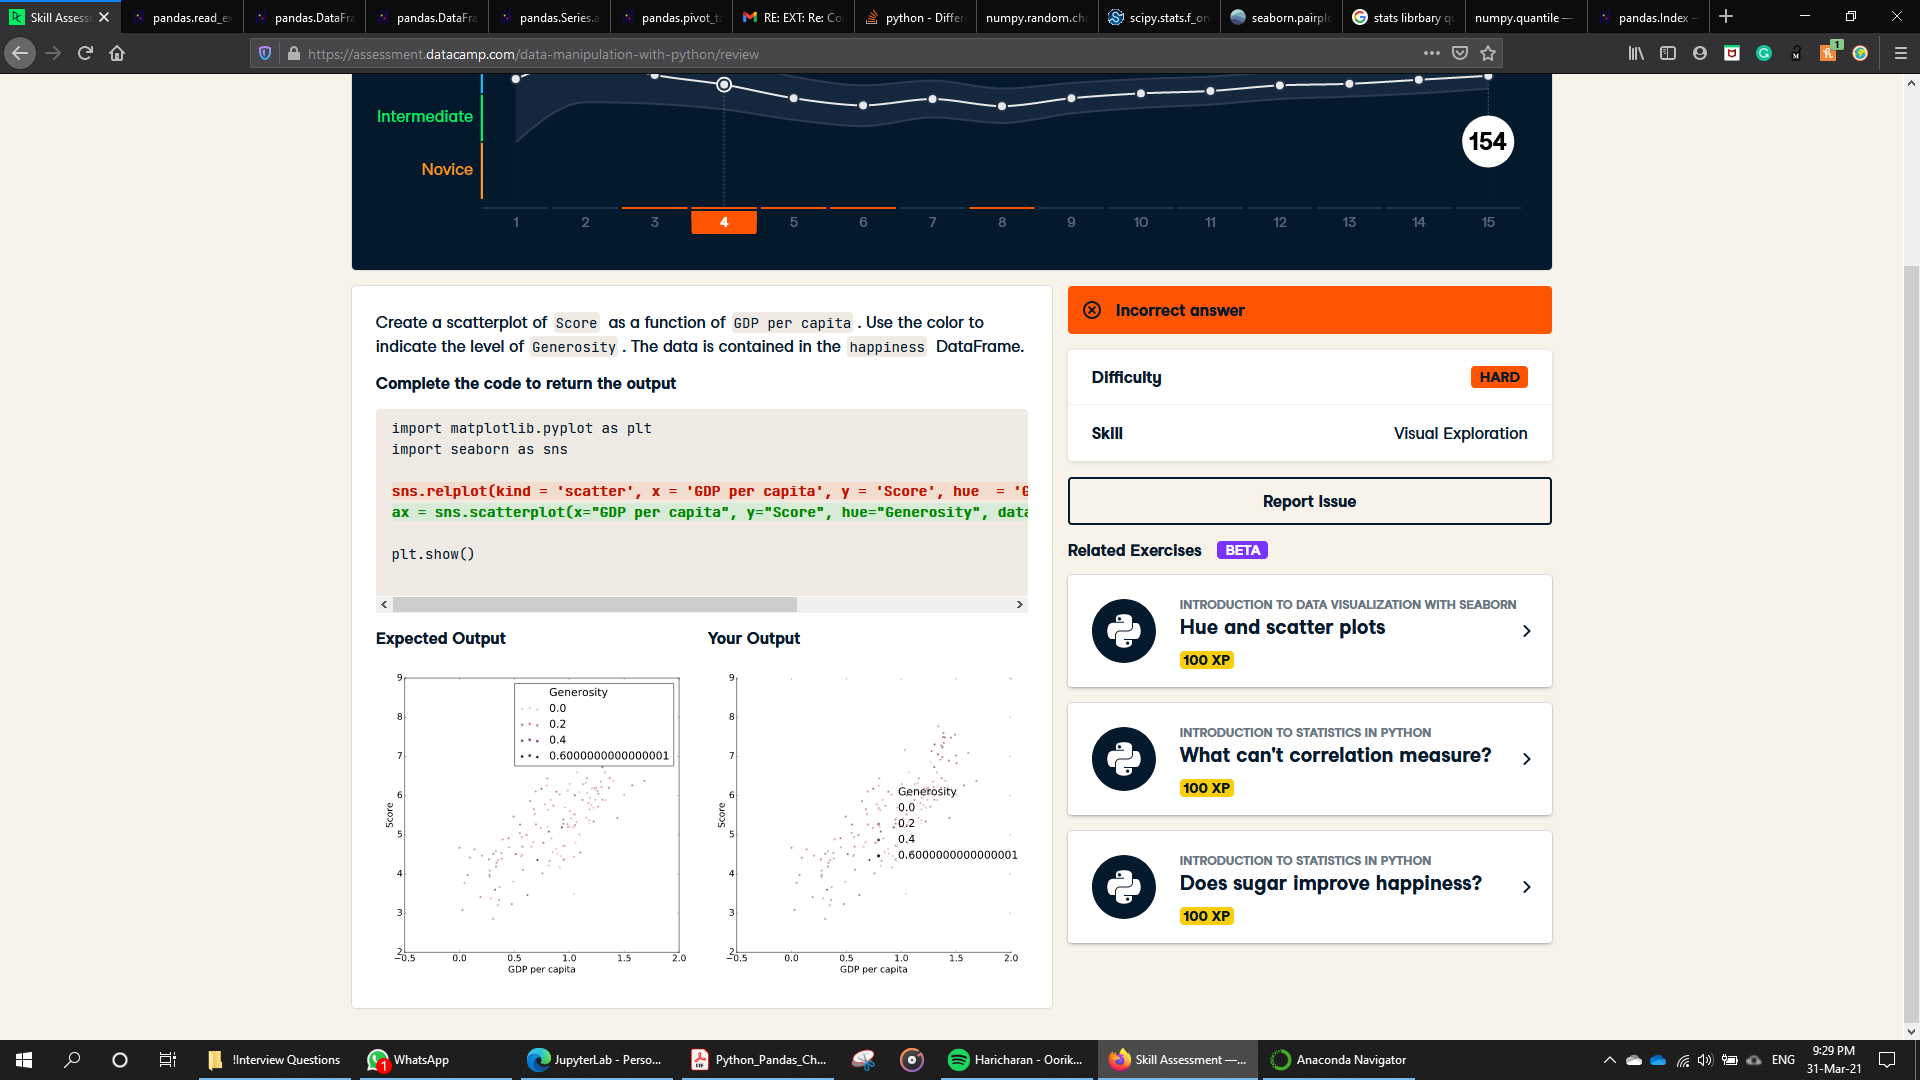 Skill Assessm
pandas.read_ex
pandas.DataFra
pandas.DataFra
pandas.Series.a
pandas.pivot_ta
RE: EXT: Re: Co
python - Differ
numpy.random.cho
scipy.stats.f_on
seaborn.pairplo
stats librbary qu
numpy.quantile —
pandas.Index —
https://assessment.datacamp.com/data-manipulation-with-python/review
1
Intermediate
Novice
154
1 2 3 4 5 6 7 8 9 10 11 12 13 14 15
Create a scatterplot of Score as a function of GDP per capita . Use the color to
indicate the level of Generosity . The data is contained in the happiness DataFrame.
Complete the code to return the output
import matplotlib.pyplot as plt
import seaborn as sns
sns.relplot(kind = 'scatter', x = 'GDP per capita', y = 'Score', hue  = 'G
ax = sns.scatterplot(x="GDP per capita", y="Score", hue="Generosity", data
plt.show()
Expected Output
Your Output
9
8
7
6
5
4
3
2
Score
−0.5 0.0 0.5 1.0 1.5 2.0
GDP per capita
Generosity
0.0
0.2
0.4
0.6000000000000001
9
8
7
6
5
4
3
2
Score
−0.5 0.0 0.5 1.0 1.5 2.0
GDP per capita
Generosity
0.0
0.2
0.4
0.6000000000000001
Incorrect answer
Difficulty
HARD
Skill
Visual Exploration
Report Issue
Related Exercises BETA
INTRODUCTION TO DATA VISUALIZATION WITH SEABORN
Hue and scatter plots
100 XP
INTRODUCTION TO STATISTICS IN PYTHON
What can't correlation measure?
100 XP
INTRODUCTION TO STATISTICS IN PYTHON
Does sugar improve happiness?
100 XP
!Interview Questions
1
WhatsApp
JupyterLab - Perso...
Python_Pandas_Ch...
Haricharan - Oorik...
Skill Assessment —...
Anaconda Navigator
ENG
9:29 PM
31-Mar-21